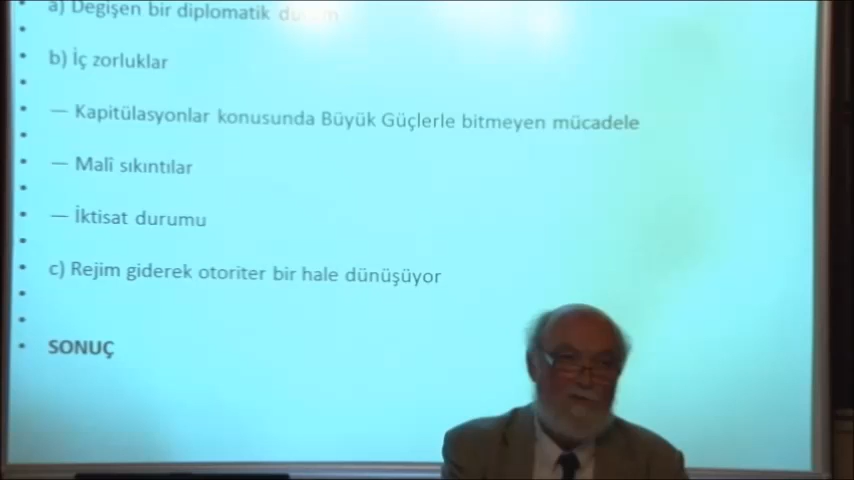 a) Değişen bir diplomatik
b) İç zorluklar
— Kapitülasyonlar konusunda Büyük Güçlerle bitmeyen mücadele
— Malî sıkıntılar
— İktisat durumu
c) Rejim giderek otoriter bir hale dünüşüyor
SONUÇ